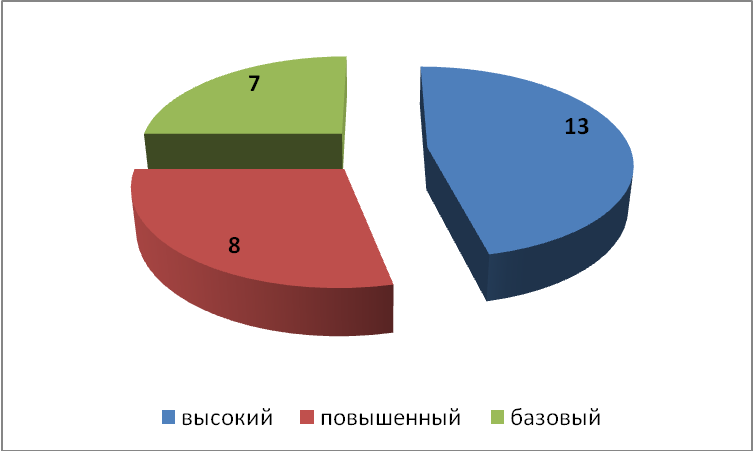 7
13
8
высокий
повышенный
базовый